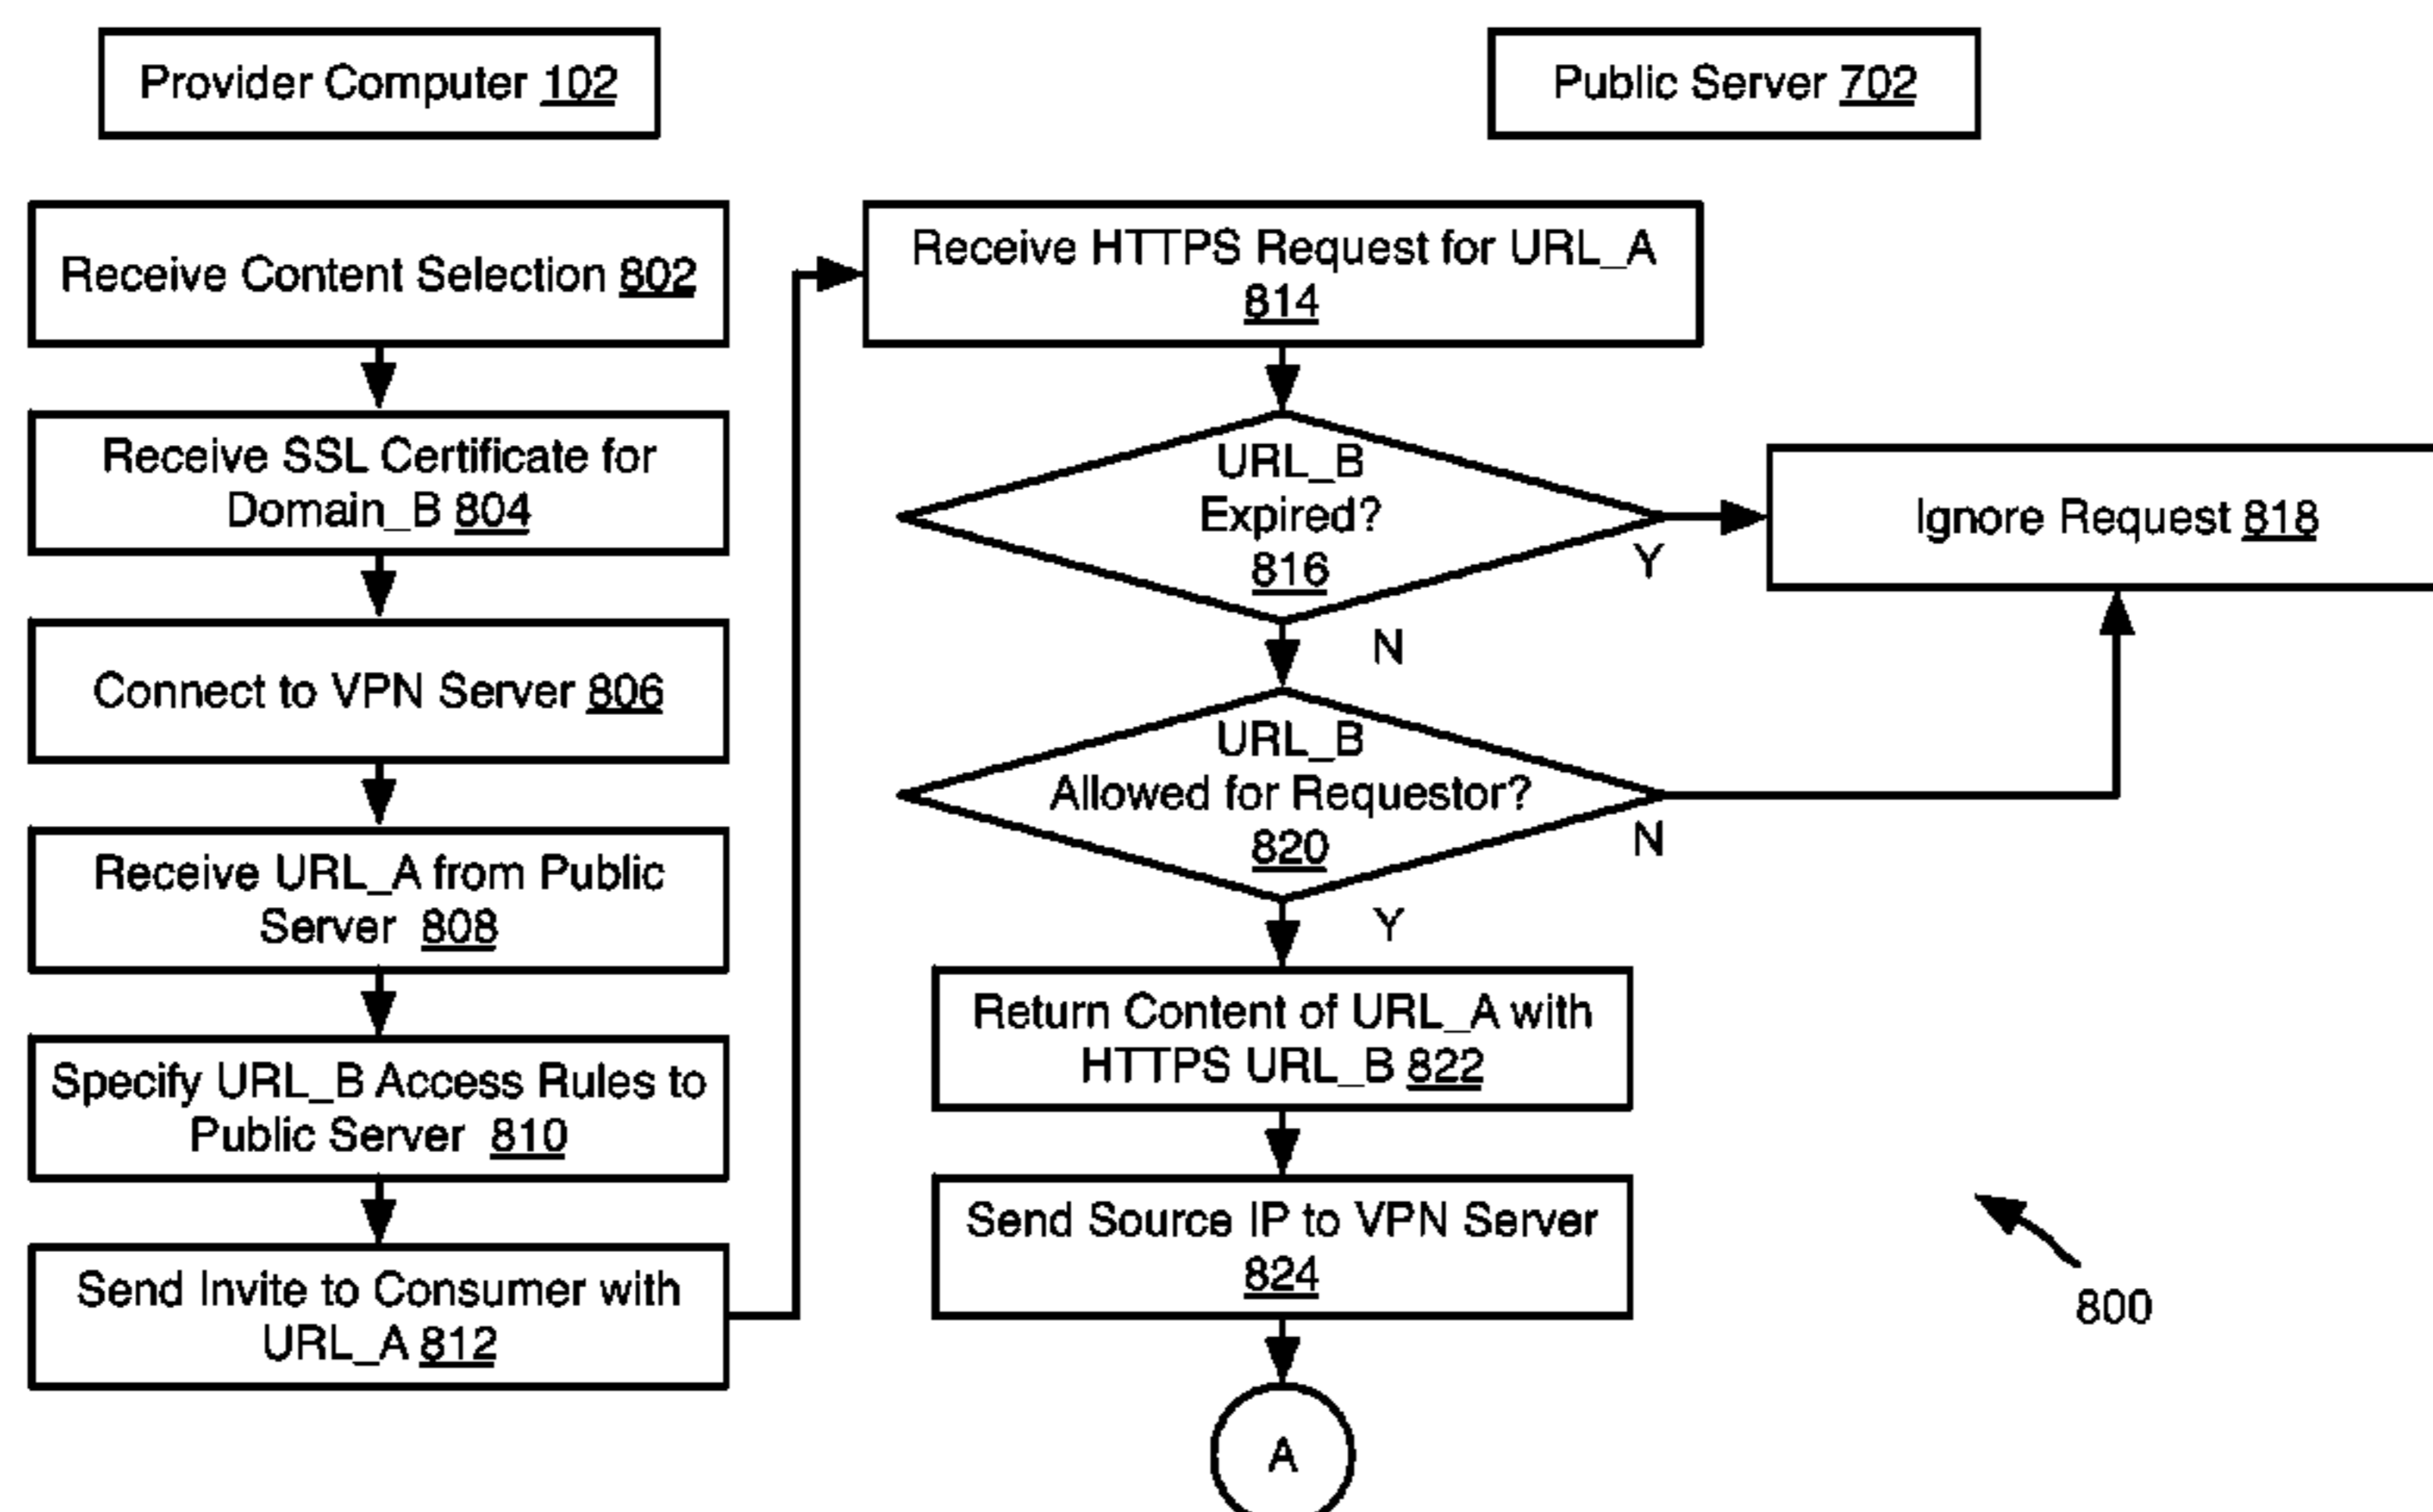 Provider Computer 102
Public Server 702
Receive Content Selection 802
Receive SSL Certificate for
Domain_B 804
Connect to VPN Server 806
Receive URL_A from Public
Server 808
Specify URL_B Access Rules to
Public Server 810
Send Invite to Consumer with
URL_A 812
Receive HTTPS Request for URL_A
814
URL_B
Expired?
816
Y
Ignore Request 818
N
URL_B
Allowed for Requestor?
820
N
Y
Return Content of URL_A with
HTTPS URL_B 822
Send Source IP to VPN Server
824
A
800